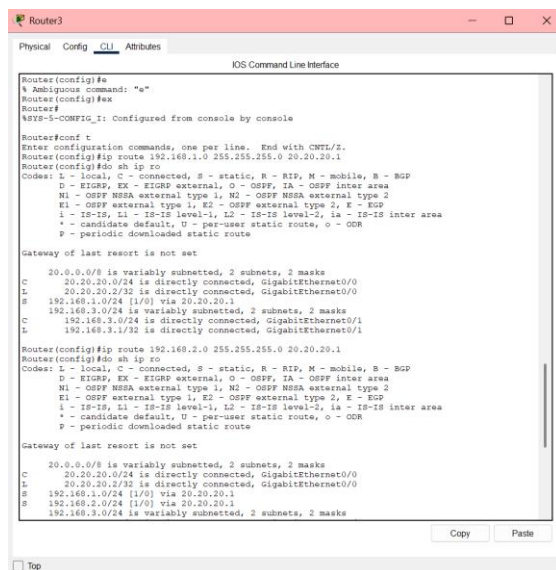 Router3
Physical Config CLI Attributes
IOS Command Line Interface
Router(config)#e
% Ambiguous command: "e"
Router(config)#ex
Router#
%SYS-5-CONFIG_I: Configured from console by console
Router#conf t
Enter configuration commands, one per line. End with CNTL/Z.
Router(config)#ip route 192.168.1.0 255.255.255.0 20.20.20.1
Router(config)#do sh ip ro
Codes: L - local, C - connected, S - static, R - RIP, M - mobile, B - BGP
D - EIGRP, EX - EIGRP external, O - OSPF, IA - OSPF inter area
N1 - OSPF NSSA external type 1, N2 - OSPF NSSA external type 2
E1 - OSPF external type 1, E2 - OSPF external type 2, E - EGP
i - IS-IS, L1 - IS-IS level-1, L2 - IS-IS level-2, ia - IS-IS inter area
* - candidate default, U - per-user static route, o - ODR
P - periodic downloaded static route
Gateway of last resort is not set
20.0.0.0/8 is variably subnetted, 2 subnets, 2 masks
C 20.20.20.0/24 is directly connected, GigabitEthernet0/0
L 20.20.20.2/32 is directly connected, GigabitEthernet0/0
S 192.168.1.0/24 [1/0] via 20.20.20.1
192.168.3.0/24 is variably subnetted, 2 subnets, 2 masks
C 192.168.3.0/24 is directly connected, GigabitEthernet0/1
L 192.168.3.1/32 is directly connected, GigabitEthernet0/1
Router(config)#ip route 192.168.2.0 255.255.255.0 20.20.20.1
Router(config)#do sh ip ro
Codes: L - local, C - connected, S - static, R - RIP, M - mobile, B - BGP
D - EIGRP, EX - EIGRP external, O - OSPF, IA - OSPF inter area
N1 - OSPF NSSA external type 1, N2 - OSPF NSSA external type 2
E1 - OSPF external type 1, E2 - OSPF external type 2, E - EGP
i - IS-IS, L1 - IS-IS level-1, L2 - IS-IS level-2, ia - IS-IS inter area
* - candidate default, U - per-user static route, o - ODR
P - periodic downloaded static route
Gateway of last resort is not set
20.0.0.0/8 is variably subnetted, 2 subnets, 2 masks
C 20.20.20.0/24 is directly connected, GigabitEthernet0/0
L 20.20.20.2/32 is directly connected, GigabitEthernet0/0
S 192.168.1.0/24 [1/0] via 20.20.20.1
S 192.168.2.0/24 [1/0] via 20.20.20.1
192.168.3.0/24 is variably subnetted, 2 subnets, 2 masks
Copy Paste
Top